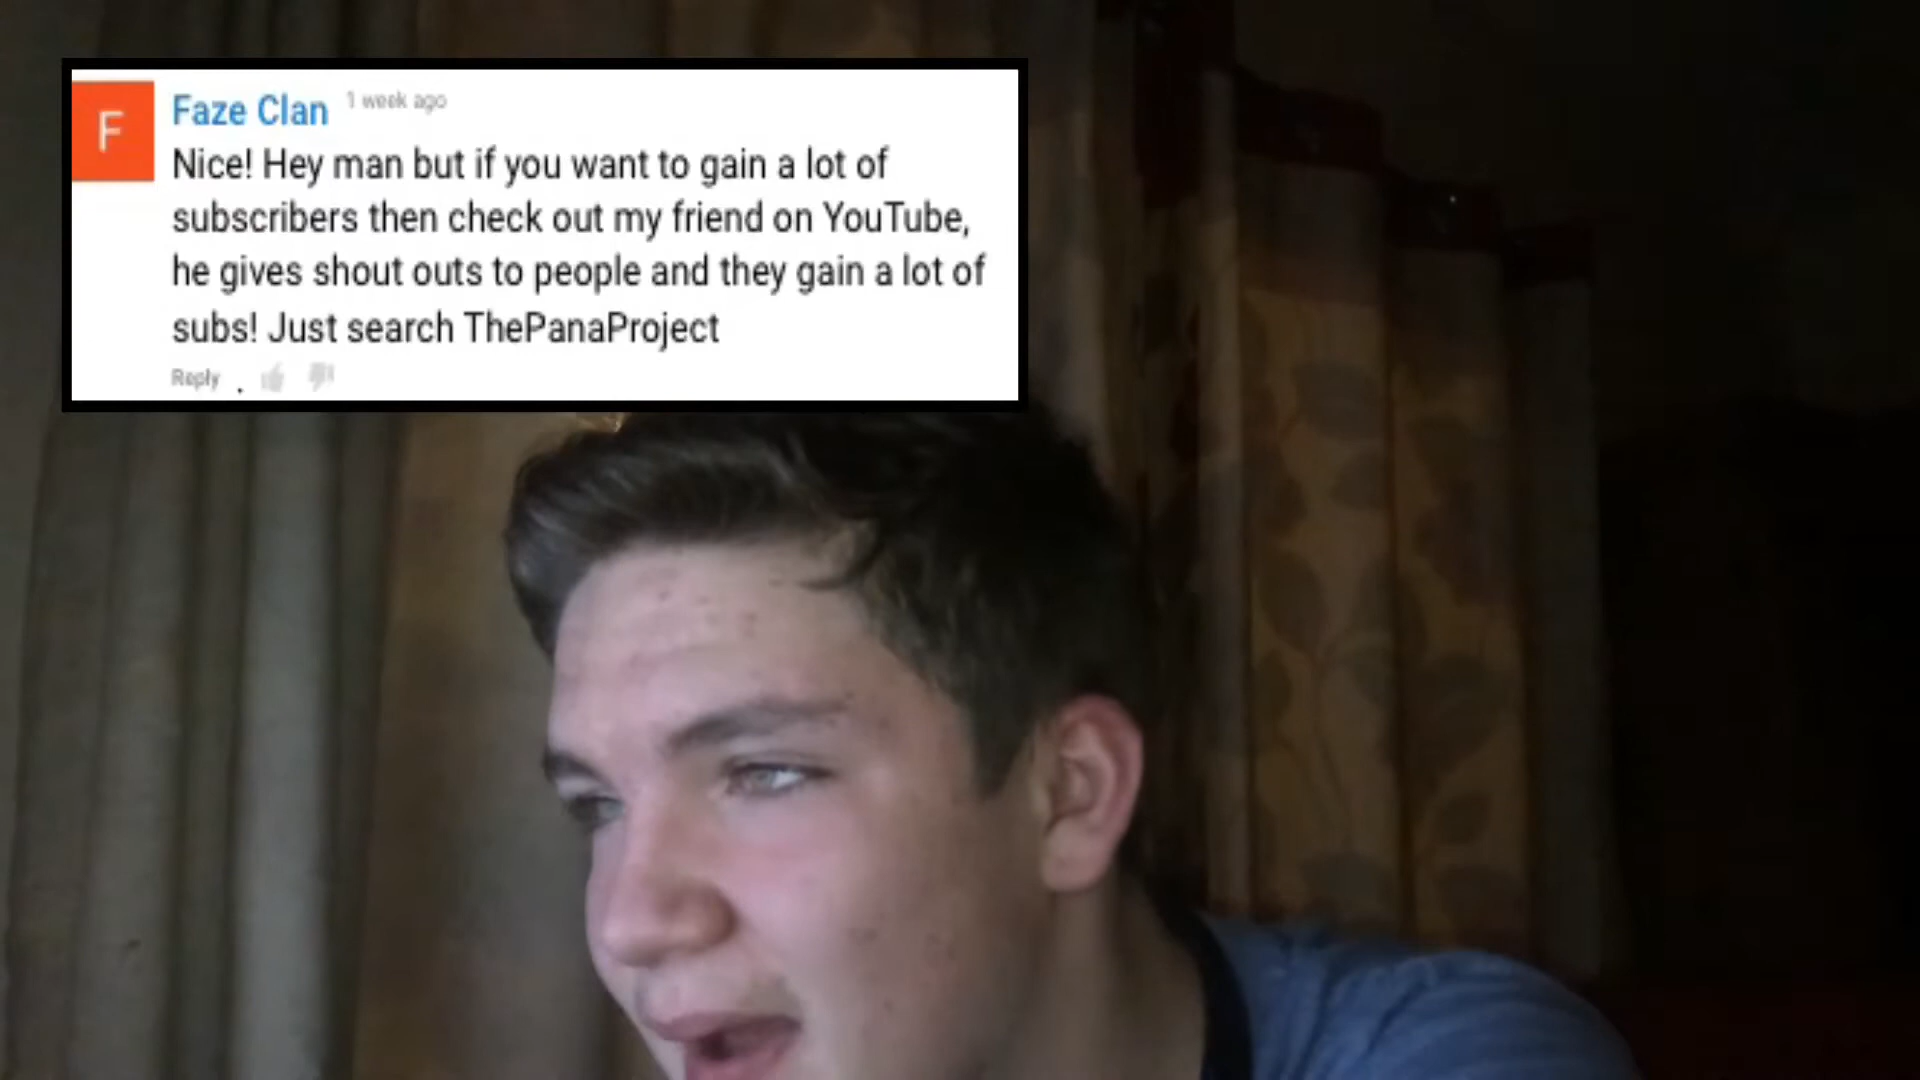 F
Faze Clan 1 week ago
Nice! Hey man but if you want to gain a lot of
subscribers then check out my friend on YouTube,
he gives shout outs to people and they gain a lot of
subs! Just search ThePanaProject
Reply